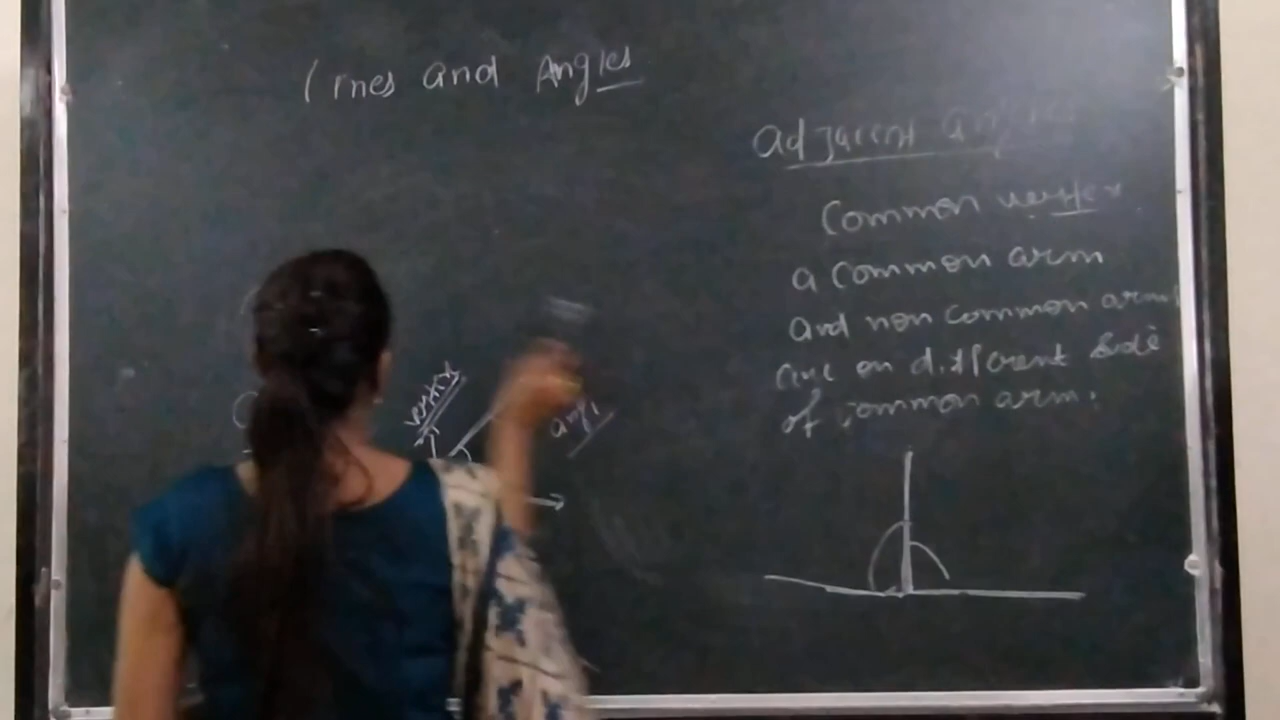 Lines and Angles
Adjacent angles
Common vertex
a common arm
and non common arms
are on different side
of common arm.
vertex